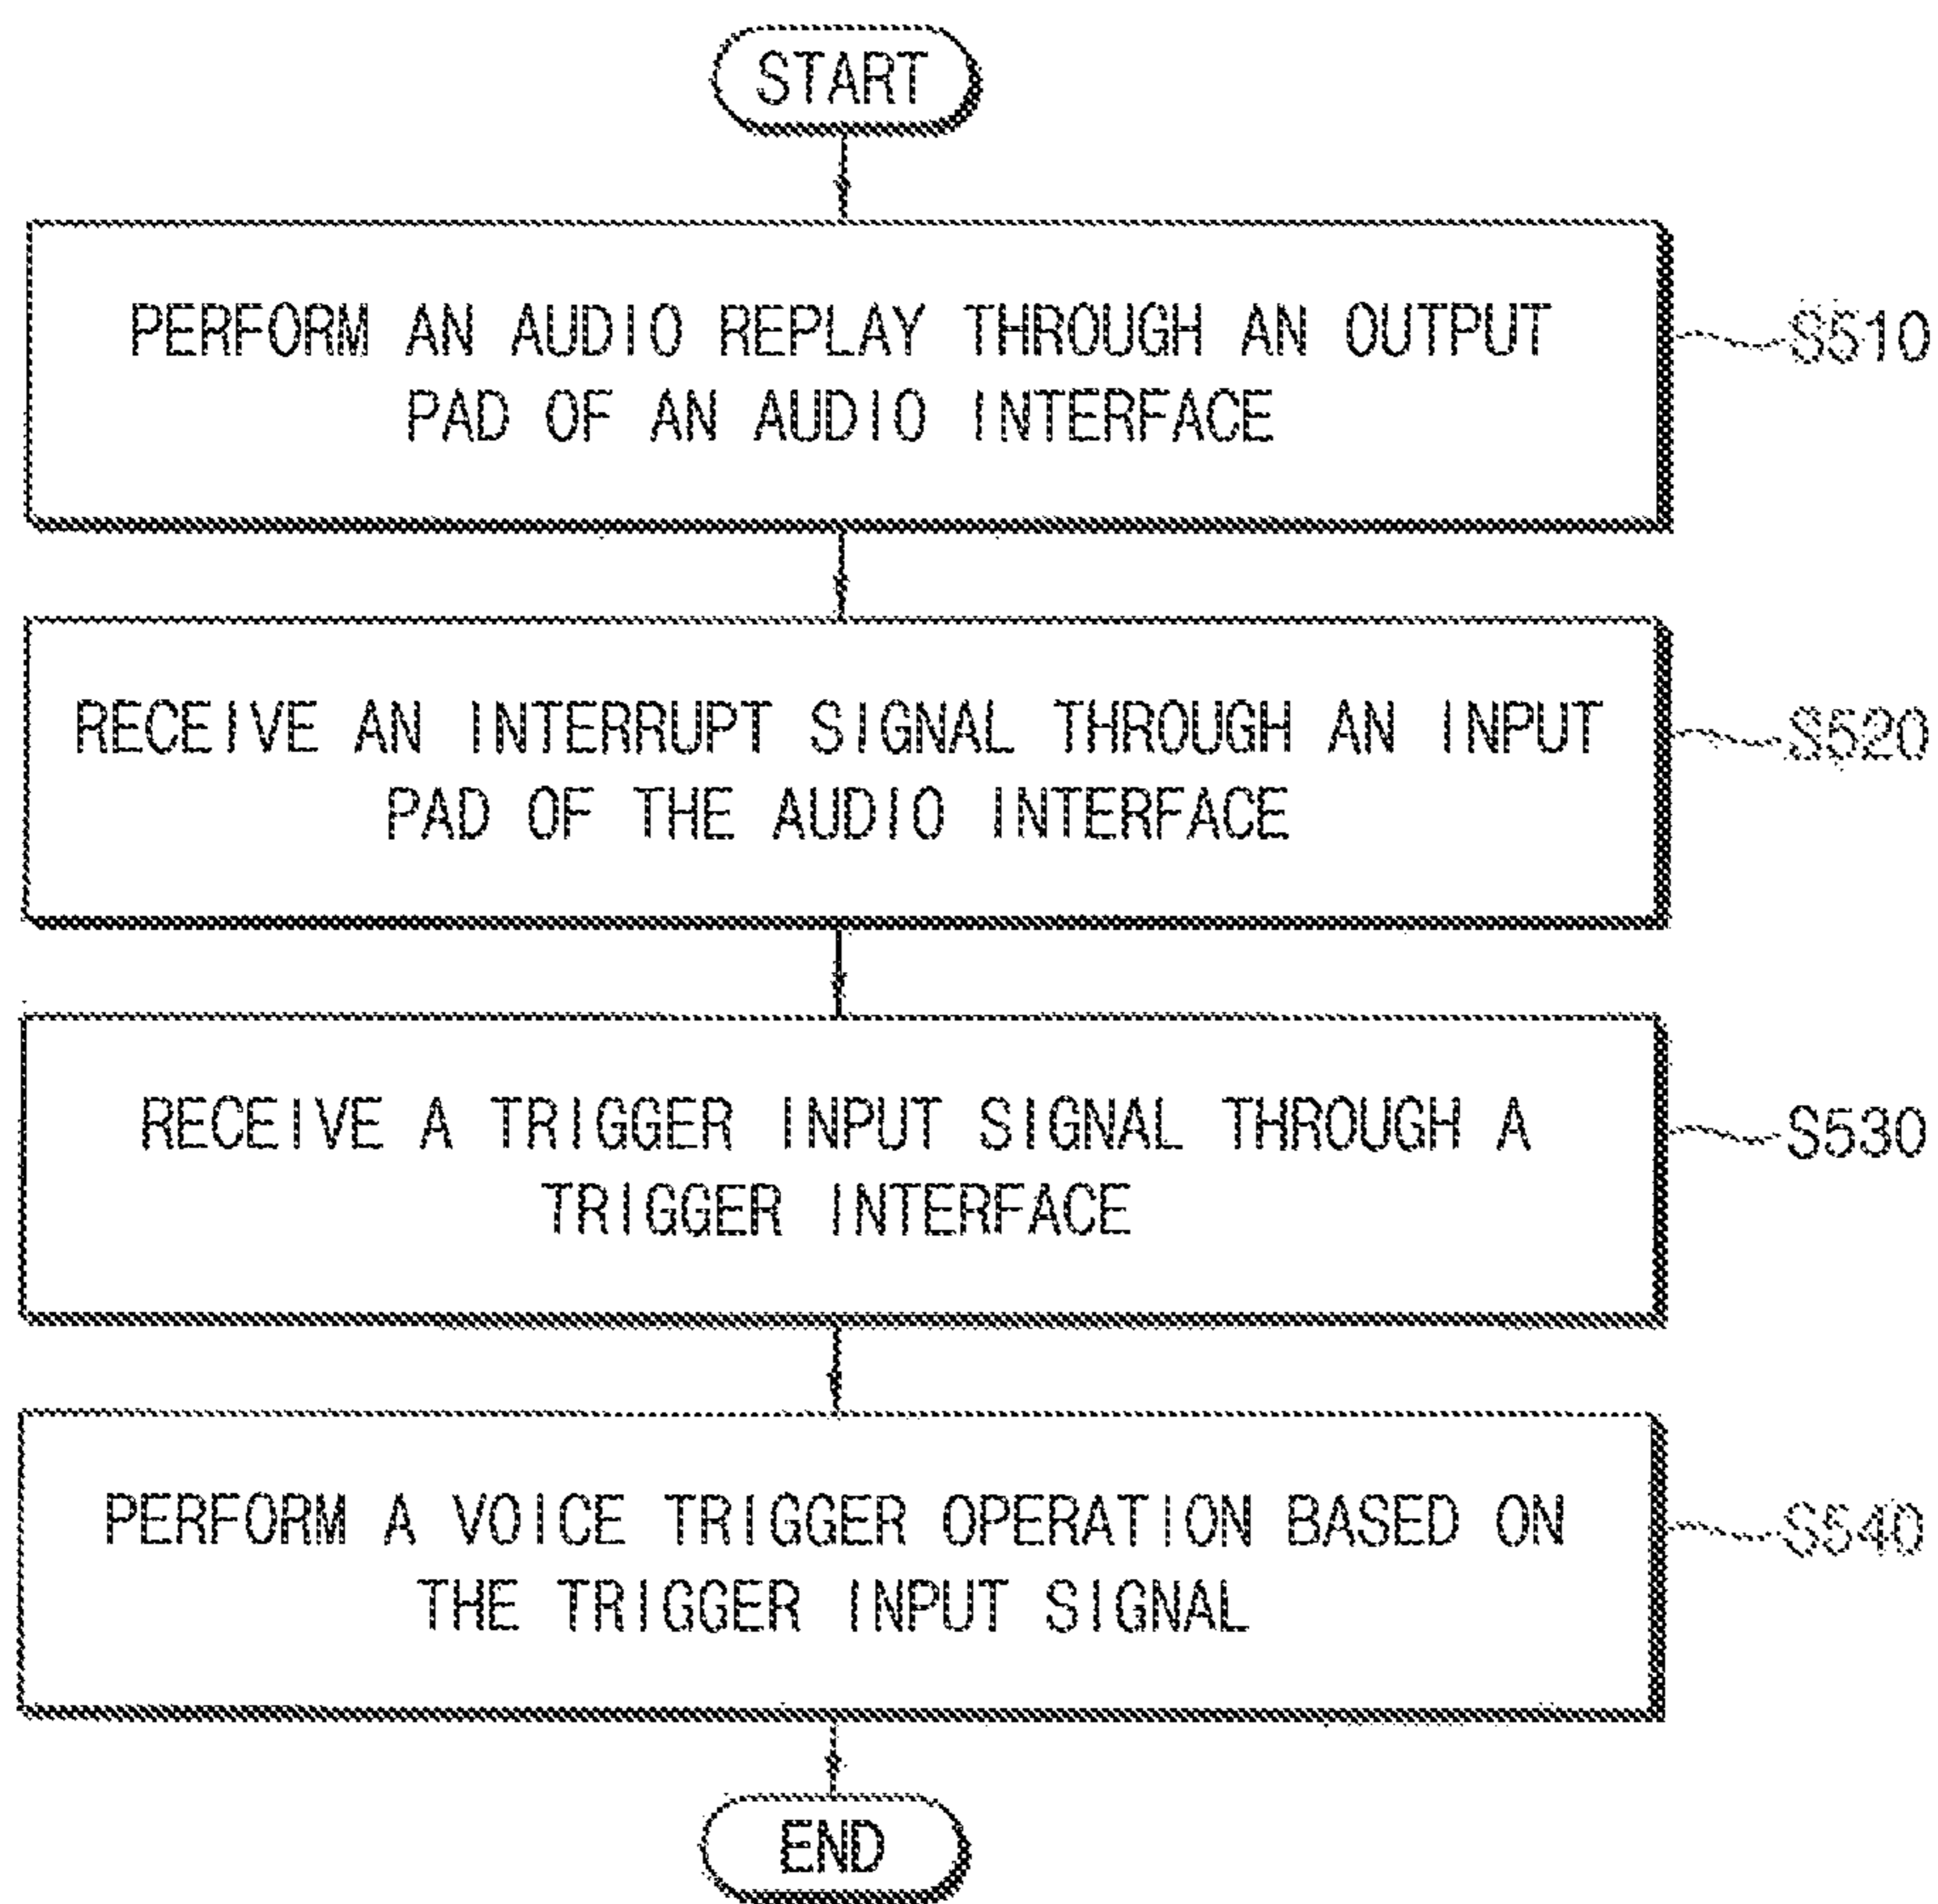 START
PERFORM AN AUDIO REPLAY THROUGH AN OUTPUT
PAD OF AN AUDIO INTERFACE
S510
RECEIVE AN INTERRUPT SIGNAL THROUGH AN INPUT
PAD OF THE AUDIO INTERFACE
S520
RECEIVE A TRIGGER INPUT SIGNAL THROUGH A
TRIGGER INTERFACE
S530
PERFORM A VOICE TRIGGER OPERATION BASED ON
THE TRIGGER INPUT SIGNAL
S540
END